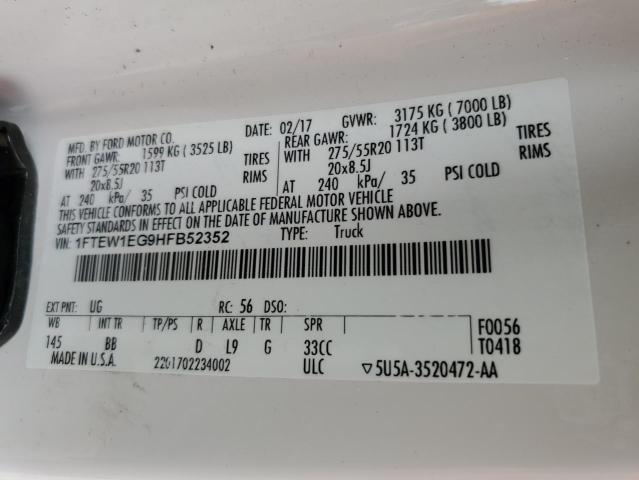 MFD. BY FORD MOTOR CO. DATE: 02/17 GVWR: 3175 KG ( 7000 LB)
FRONT GAWR: 1599 KG ( 3525 LB) REAR GAWR: 1724 KG ( 3800 LB)
WITH 275/55R20 113T TIRES WITH 275/55R20 113T TIRES
20x8.5J RIMS 20x8.5J RIMS
AT 240 kPa/ 35 PSI COLD AT 240 kPa/ 35 PSI COLD
THIS VEHICLE CONFORMS TO ALL APPLICABLE FEDERAL MOTOR VEHICLE
SAFETY STANDARDS IN EFFECT ON THE DATE OF MANUFACTURE SHOWN ABOVE.
VIN: 1FTEW1EG9HFB52352 TYPE: Truck
EXT PNT: UG RC: 56 DSO:
WB INT TR TP/PS R AXLE TR SPR F0056
145 BB D L9 G 33CC T0418
MADE IN U.S.A. 2201702234002 ULC ▽5U5A-3520472-AA